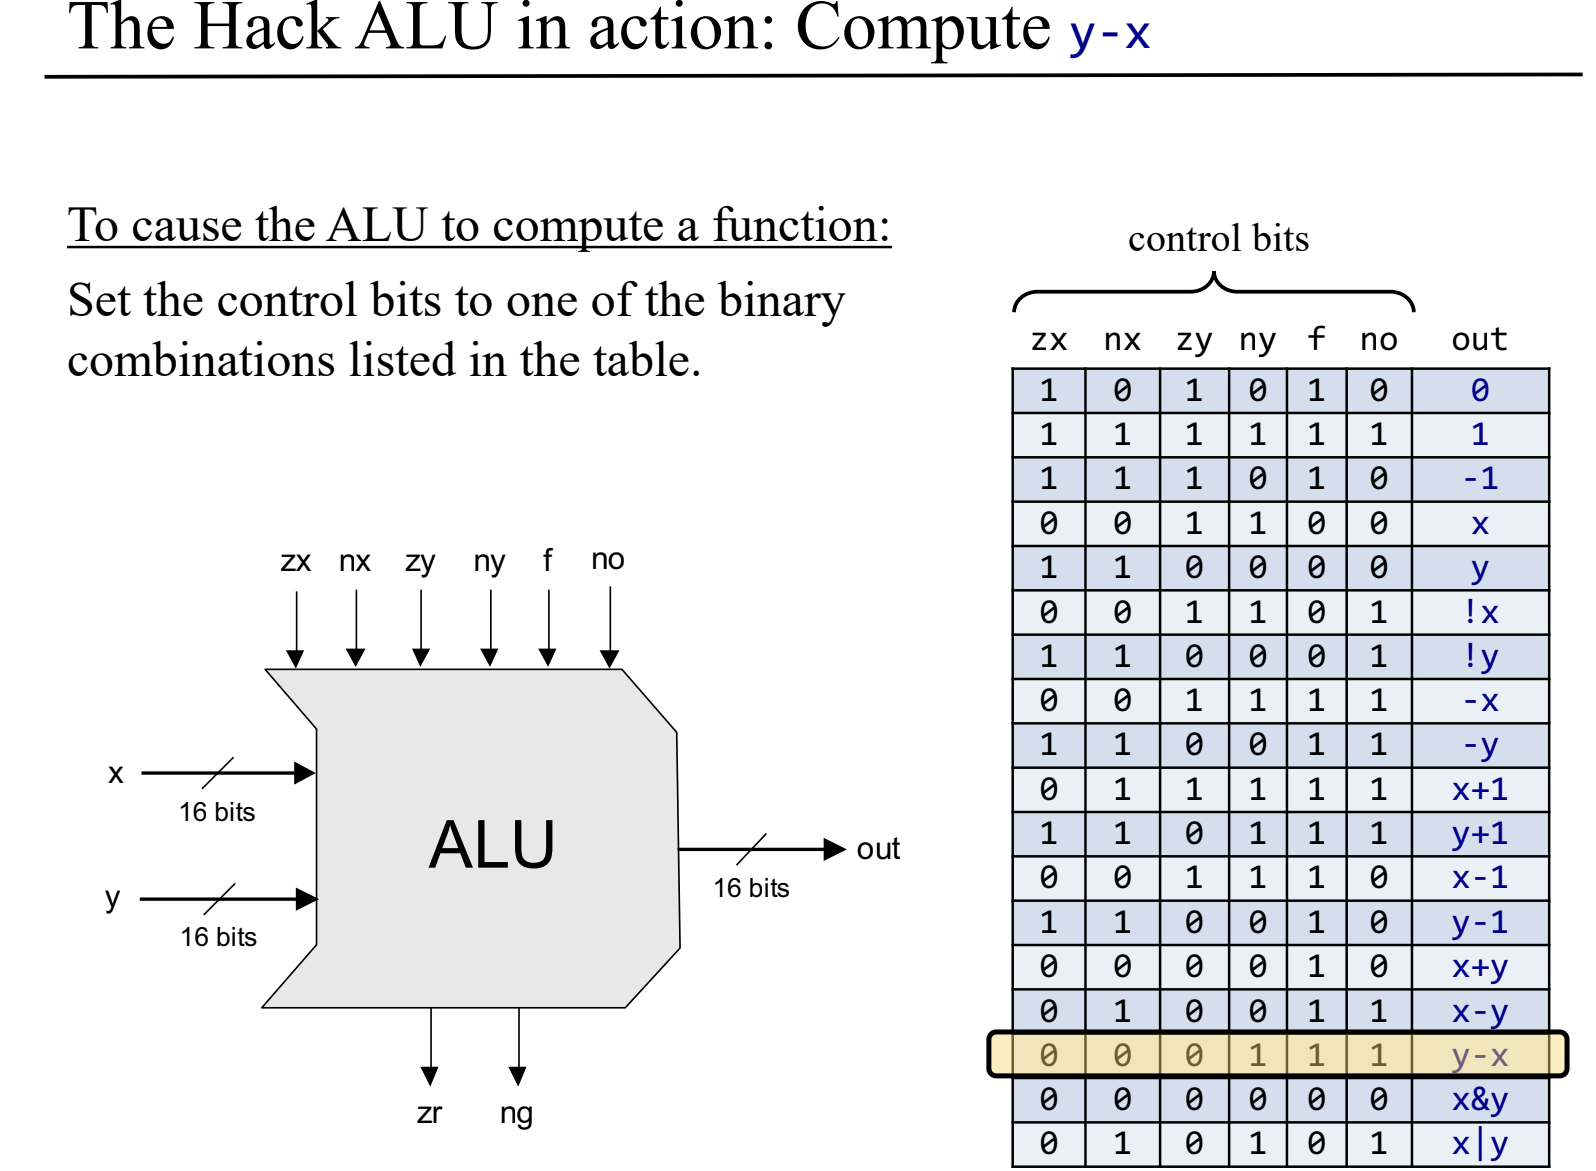 The Hack ALU in action: Compute y-x
To cause the ALU to compute a function:
Set the control bits to one of the binary
combinations listed in the table.
control bits
zx nx zy ny f no out
1 0 1 0 1 0 0
1 1 1 1 1 1 1
1 1 1 0 1 0 -1
0 0 1 1 0 0 x
1 1 0 0 0 0 y
0 0 1 1 0 1 !x
1 1 0 0 0 1 !y
0 0 1 1 1 1 -x
1 1 0 0 1 1 -y
0 1 1 1 1 1 x+1
1 1 0 1 1 1 y+1
0 0 1 1 1 0 x-1
1 1 0 0 1 0 y-1
0 0 0 0 1 0 x+y
0 1 0 0 1 1 x-y
0 0 0 1 1 1 y-x
0 0 0 0 0 0 x&y
0 1 0 1 0 1 x|y
zx nx zy ny f no
x
16 bits
y
16 bits
ALU
out
16 bits
zr ng